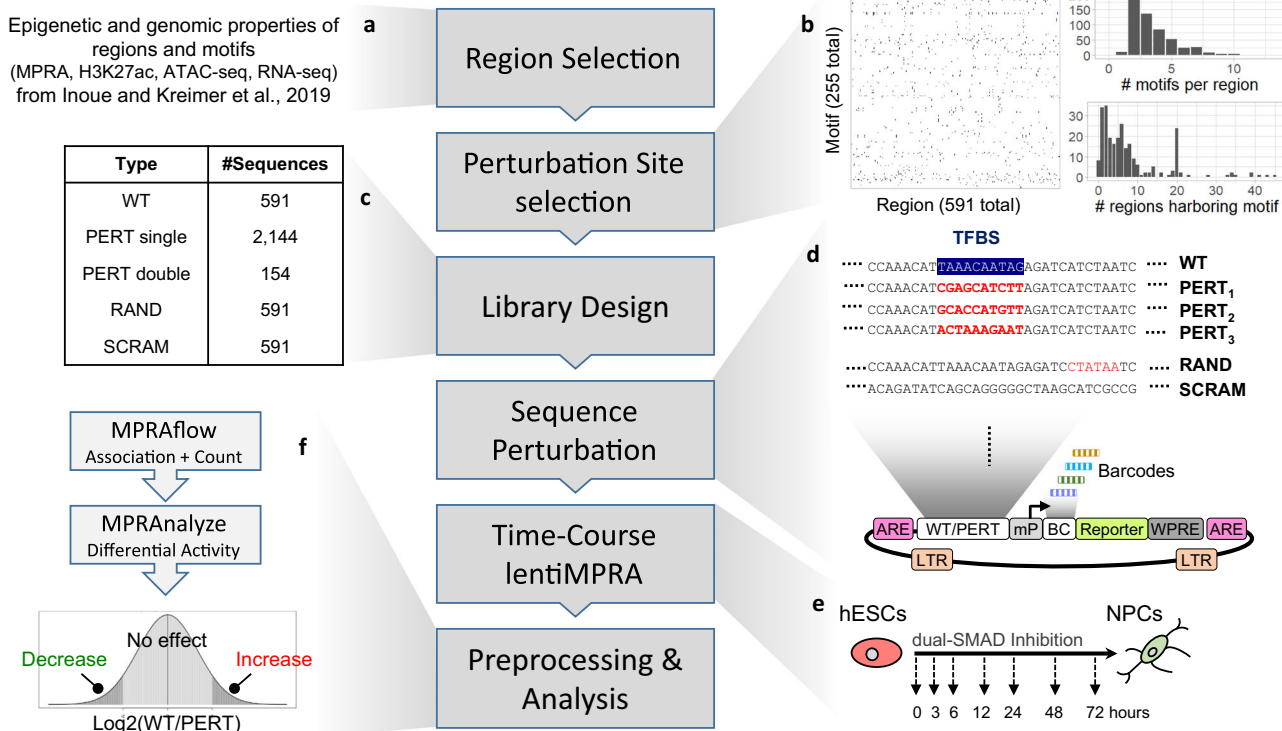 Epigenetic and genomic properties of
regions and motifs
(MPRA, H3K27ac, ATAC-seq, RNA-seq)
from Inoue and Kreimer et al., 2019
a
Region Selection
Perturbation Site
selection
Library Design
Sequence
Perturbation
Time-Course
lentiMPRA
Preprocessing &
Analysis
b
Motif (255 total)
Region (591 total)
150
100
50
0
0 5 10
# motifs per region
30
20
10
0
0 10 20 30 40
# regions harboring motif
c
Type #Sequences
WT 591
PERT single 2,144
PERT double 154
RAND 591
SCRAM 591
d
TFBS
CCAAACATTAAACAATAGAGATCATCTAATC WT
CCAAACATCGAGCATCTTAGATCATCTAATC PERT1
CCAAACATGCACCATGTTAGATCATCTAATC PERT2
CCAAACATACTAAAGAATAGATCATCTAATC PERT3
CCAAACATTAAACAATAGAGATCCTATAATC RAND
ACAGATATCAGCAGGGGGCTAAGCATCGCCG SCRAM
Barcodes
ARE WT/PERT mP BC Reporter WPRE ARE
LTR LTR
e
hESCs NPCs
dual-SMAD Inhibition
0 3 6 12 24 48 72 hours
f
MPRAflow
Association + Count
MPRAnalyze
Differential Activity
No effect
Decrease Increase
Log2(WT/PERT)